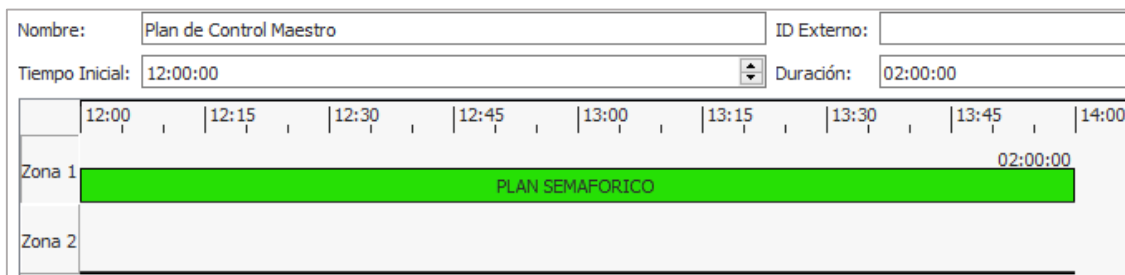 Nombre: Plan de Control Maestro ID Externo:
Tiempo Inicial: 12:00:00 Duración: 02:00:00
12:00 12:15 12:30 12:45 13:00 13:15 13:30 13:45 14:00
02:00:00
Zona 1
PLAN SEMAFORICO
Zona 2